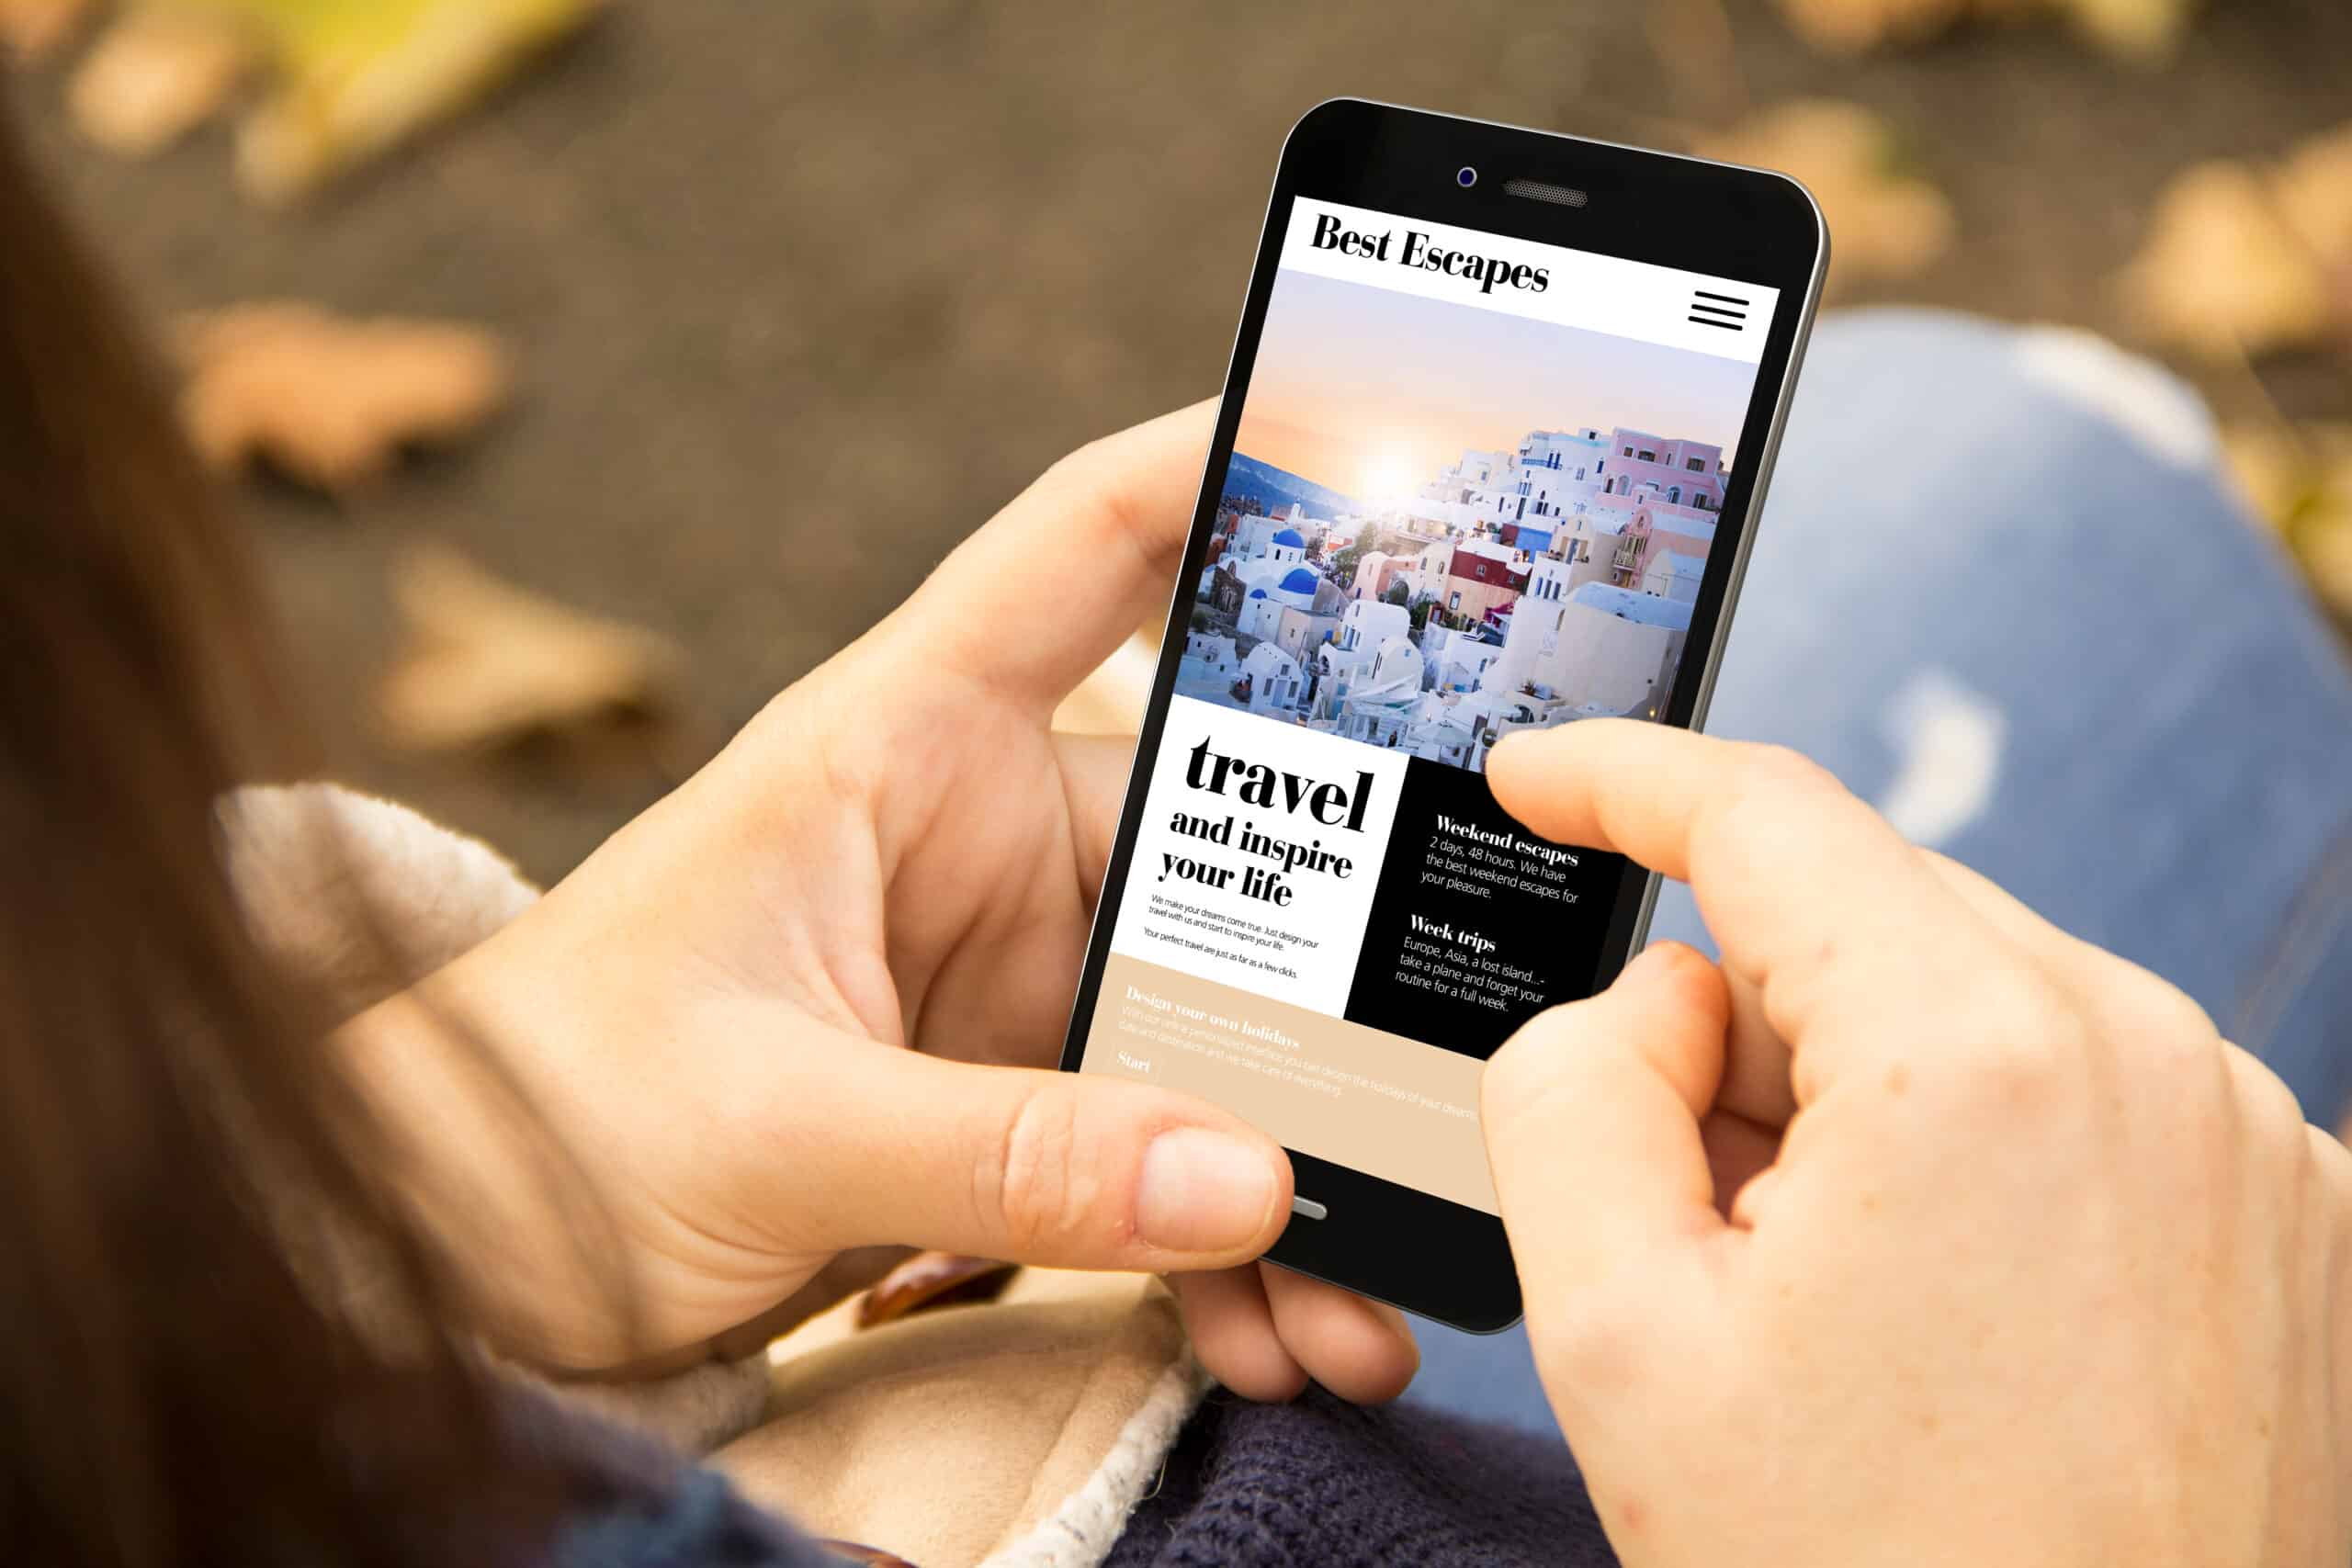 Best Escapes
travel
and inspire
your life
We make your dreams come true. Just design your
travel with us and start to inspire your life.
Your perfect travel are just as far as a few clicks.
Weekend escapes
2 days, 48 hours. We have
the best weekend escapes for
your pleasure.
Week trips
Europe, Asia, a lost island...-
take a plane and forget your
routine for a full week.
Design your own holidays
With our online personalized interface you can design the holidays of your dreams
date and destination and we take care of everything.
Start